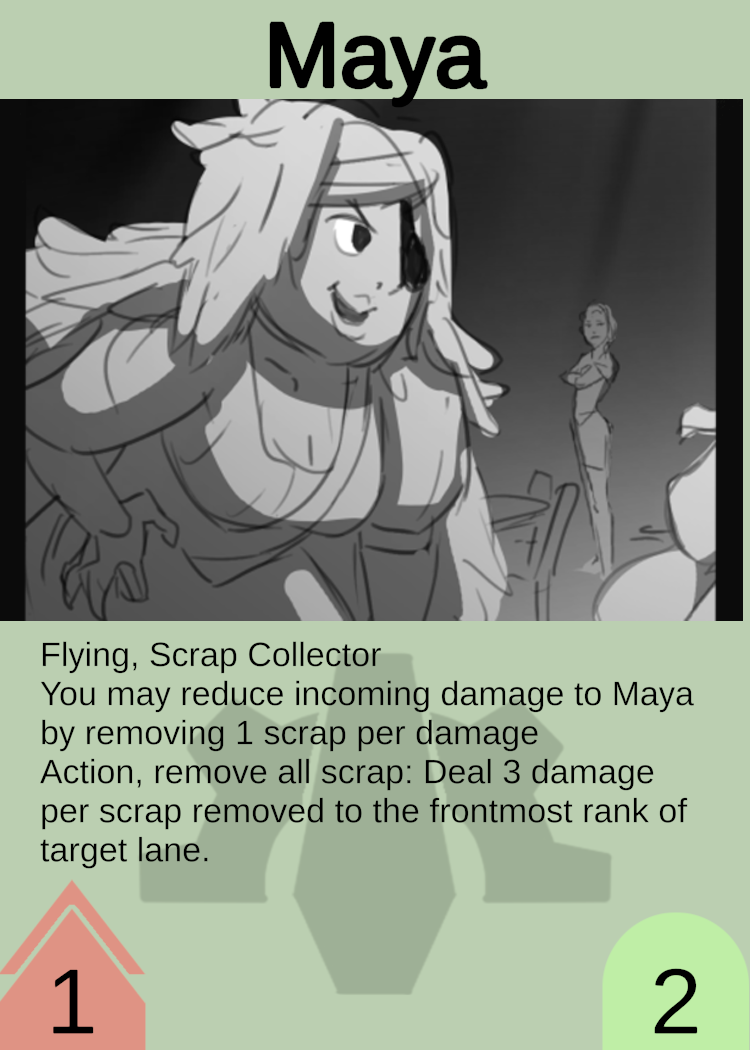 Maya
Flying, Scrap Collector
You may reduce incoming damage to Maya
by removing 1 scrap per damage
Action, remove all scrap: Deal 3 damage
per scrap removed to the frontmost rank of
target lane.
1
2